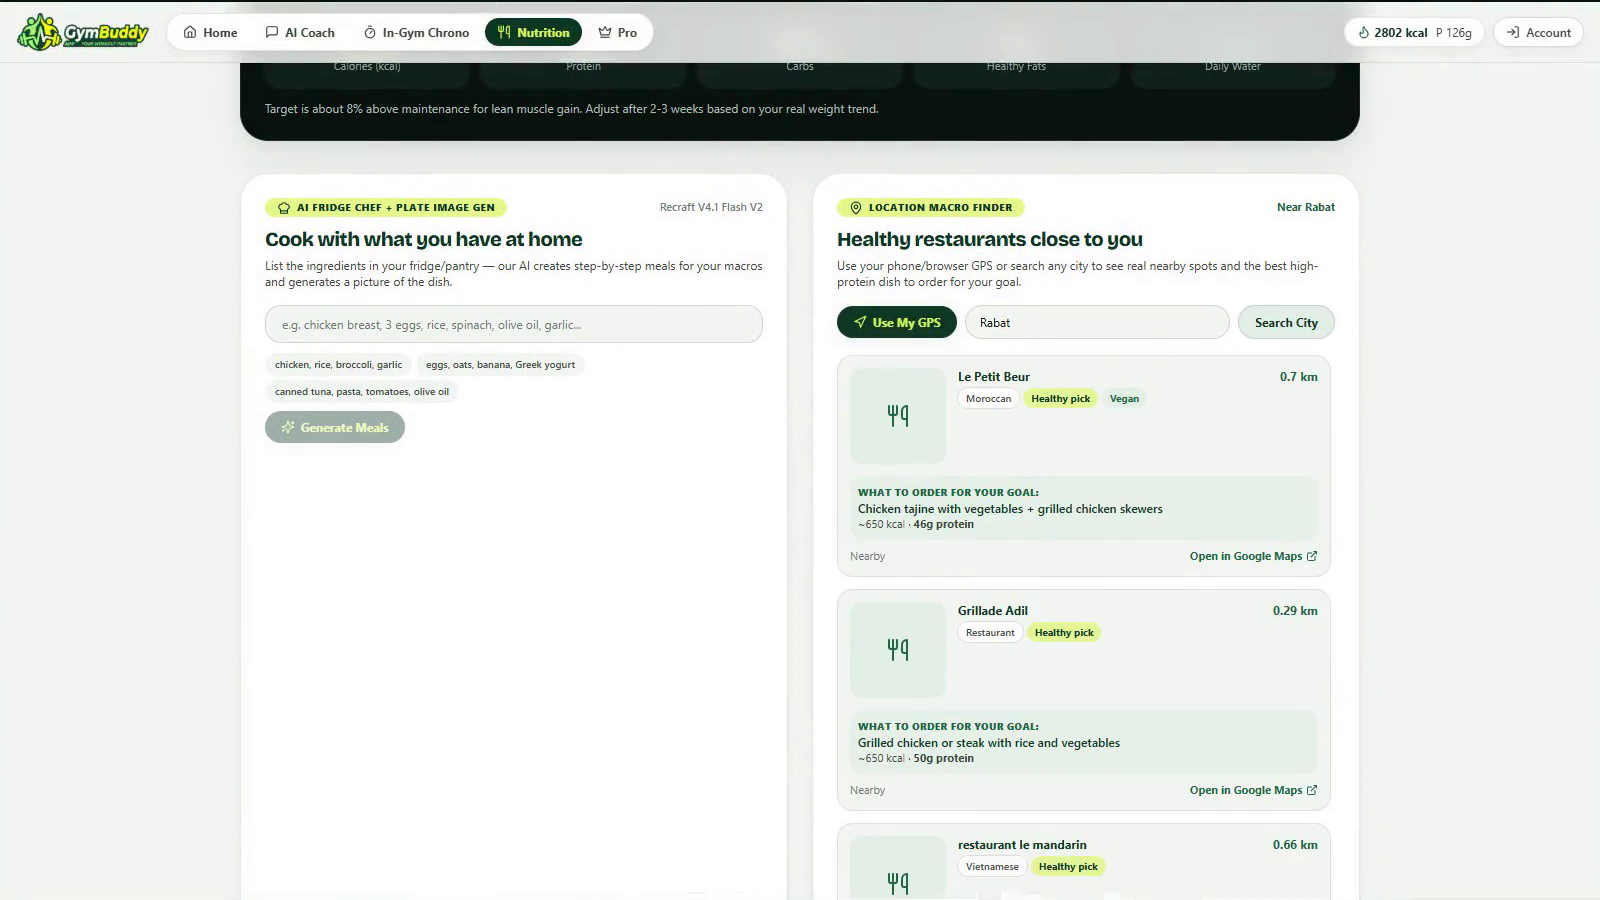 GymBuddy
Home
AI Coach
In-Gym Chrono
Nutrition
Pro
2802 kcal P 126g
Account
Calories (kcal)
Protein
Carbs
Healthy Fats
Daily Water
Target is about 8% above maintenance for lean muscle gain. Adjust after 2-3 weeks based on your real weight trend.
AI FRIDGE CHEF + PLATE IMAGE GEN
Recraft V4.1 Flash V2
Cook with what you have at home
List the ingredients in your fridge/pantry — our AI creates step-by-step meals for your macros
and generates a picture of the dish.
e.g. chicken breast, 3 eggs, rice, spinach, olive oil, garlic...
chicken, rice, broccoli, garlic
eggs, oats, banana, Greek yogurt
canned tuna, pasta, tomatoes, olive oil
Generate Meals
LOCATION MACRO FINDER
Near Rabat
Healthy restaurants close to you
Use your phone/browser GPS or search any city to see real nearby spots and the best high-
protein dish to order for your goal.
Use My GPS
Rabat
Search City
Le Petit Beur
0.7 km
Moroccan
Healthy pick
Vegan
WHAT TO ORDER FOR YOUR GOAL:
Chicken tajine with vegetables + grilled chicken skewers
~650 kcal · 46g protein
Nearby
Open in Google Maps
Grillade Adil
0.29 km
Restaurant
Healthy pick
WHAT TO ORDER FOR YOUR GOAL:
Grilled chicken or steak with rice and vegetables
~650 kcal · 50g protein
Nearby
Open in Google Maps
restaurant le mandarin
0.66 km
Vietnamese
Healthy pick